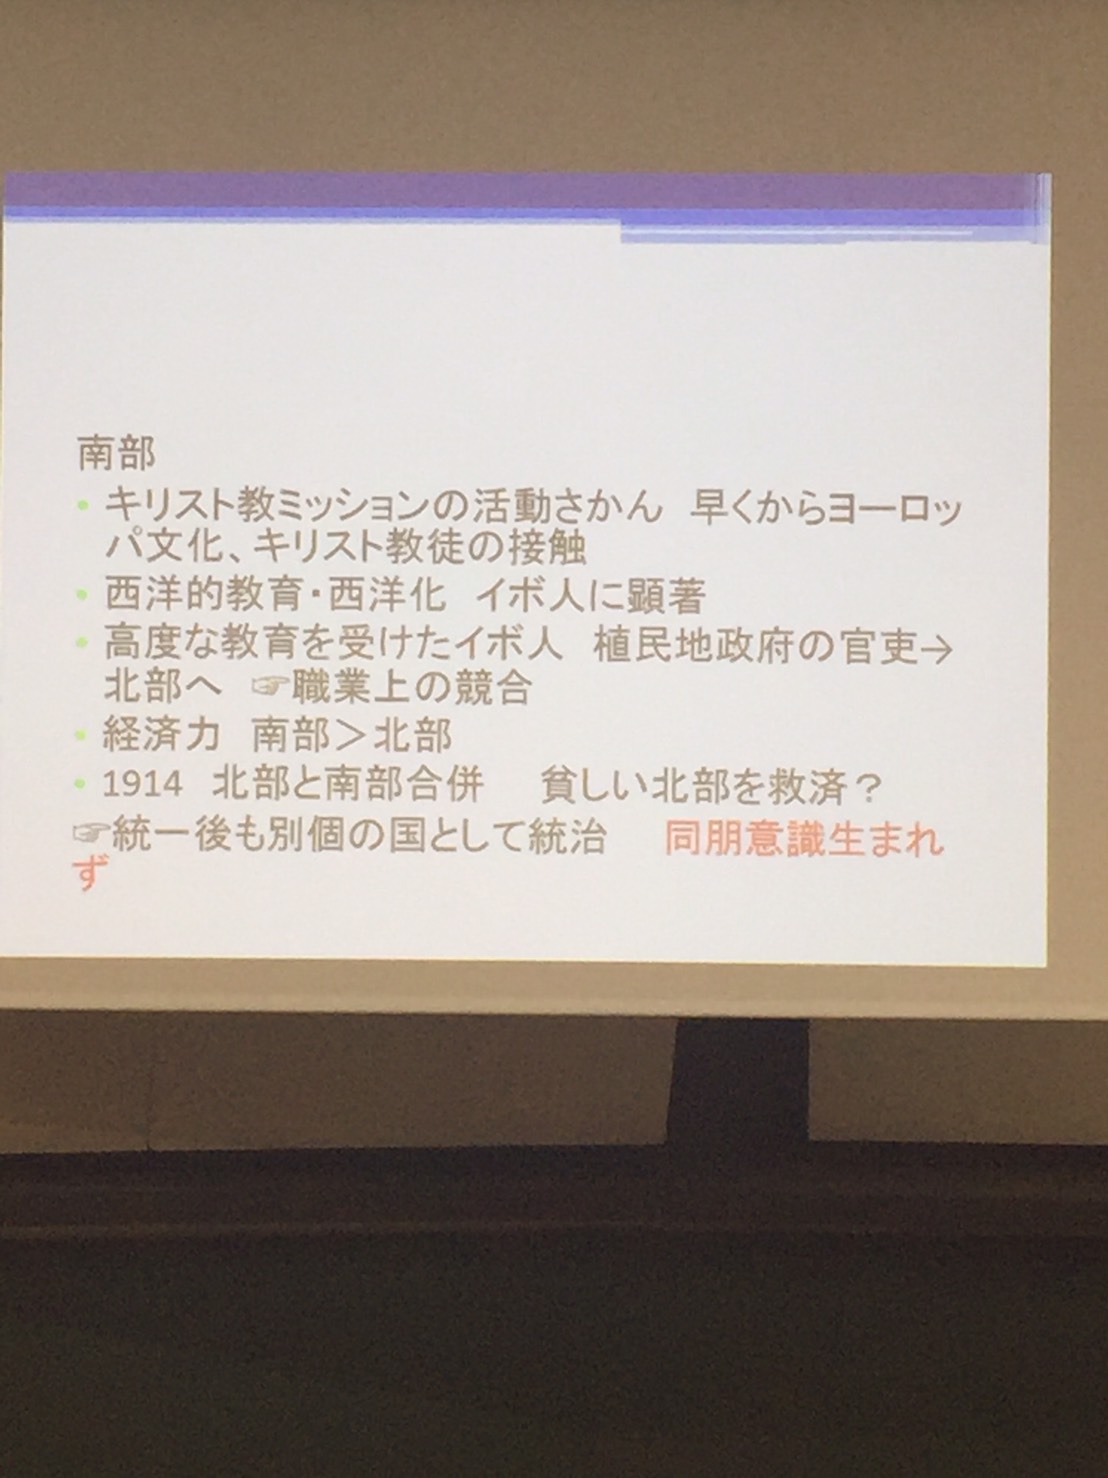 南部
• キリスト教ミッションの活動さかん　早くからヨーロッ
パ文化、キリスト教徒の接触
• 西洋的教育・西洋化　イボ人に顕著
• 高度な教育を受けたイボ人　植民地政府の官吏→
北部へ　☞職業上の競合
• 経済力　南部＞北部
• 1914　北部と南部合併　　貧しい北部を救済？
☞統一後も別個の国として統治　　同朋意識生まれ
ず